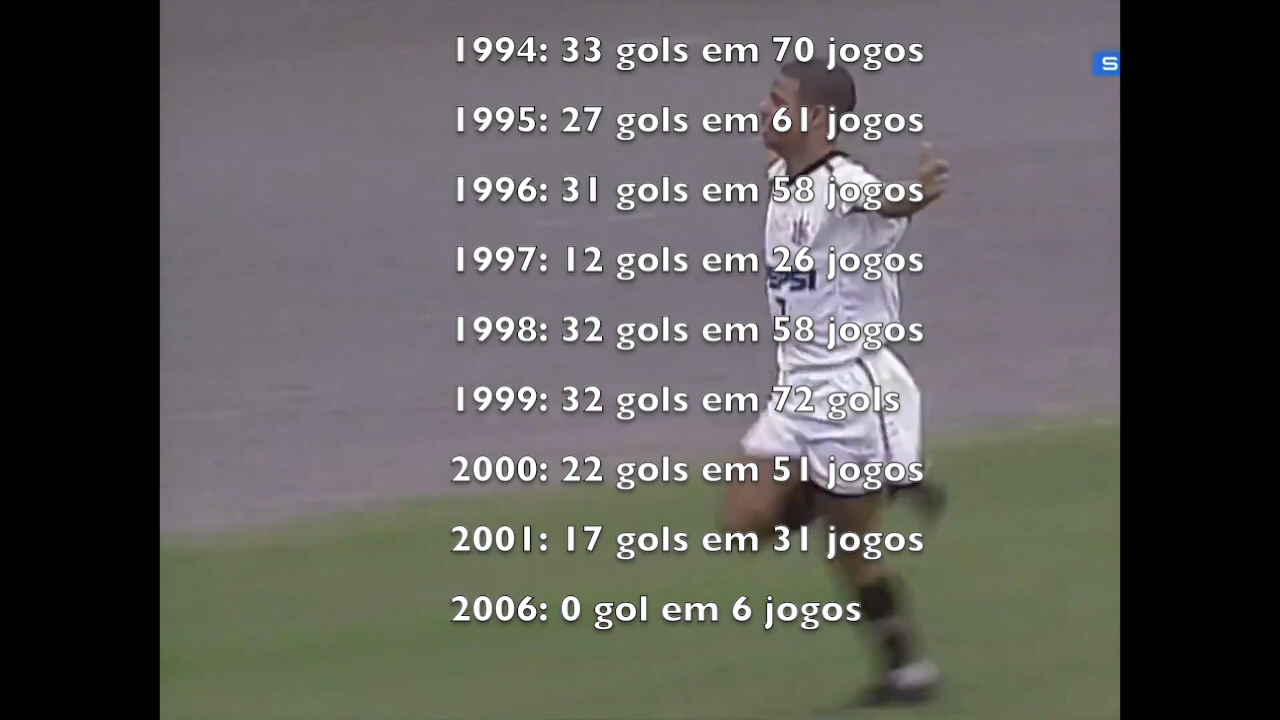 1994: 33 gols em 70 jogos
S
1995: 27 gols em 61 jogos
1996: 31 gols em 58 jogos
1997: 12 gols em 26 jogos
PEPSI
1998: 32 gols em 58 jogos
1999: 32 gols em 72 gols
2000: 22 gols em 51 jogos
2001: 17 gols em 31 jogos
2006: 0 gol em 6 jogos